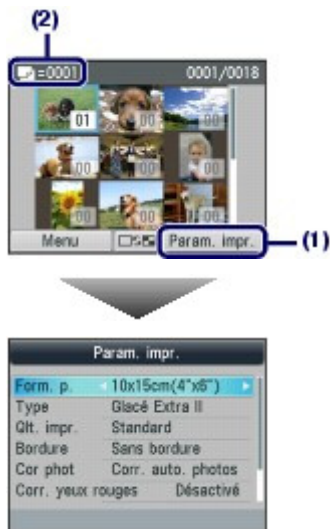 (2)
=0001 0001/0018
01 00 00
00 00 00
00 00 00
Menu Param. impr. (1)
Param. impr.
Form. p. 10x15cm(4"x6")
Type Glacé Extra II
Qlt. impr. Standard
Bordure Sans bordure
Cor phot Corr. auto. photos
Corr. yeux rouges Désactivé